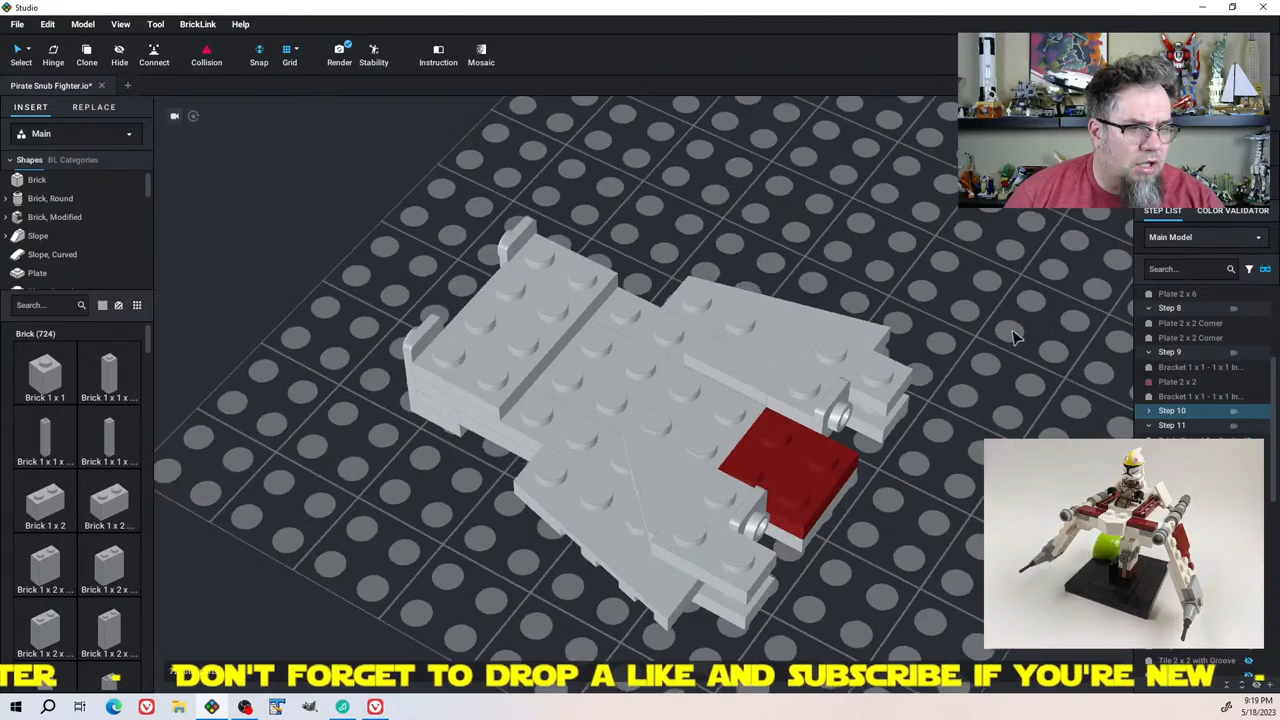 Studio
File Edit Model View Tool BrickLink Help
Select Hinge Clone Hide Connect Collision Snap Grid Render Stability Instruction Mosaic
Pirate Snub Fighter.io*
INSERT REPLACE
Main
Shapes BL Categories
Brick
Brick, Round
Brick, Modified
Slope
Slope, Curved
Plate
Search...
Brick (724)
Brick 1 x 1 Brick 1 x 1 x ...
Brick 1 x 1 x ... Brick 1 x 1 x ...
Brick 1 x 2 Brick 1 x 2 ...
Brick 1 x 2 x ... Brick 1 x 2 x ...
Brick 1 x 2 x ... Brick 1 x 2 x ...
STEP LIST COLOR VALIDATOR
Main Model
Search...
Plate 2 x 6
Step 8
Plate 2 x 2 Corner
Plate 2 x 2 Corner
Step 9
Bracket 1 x 1 - 1 x 1 In...
Plate 2 x 2
Bracket 1 x 1 - 1 x 1 In...
Step 10
Step 11
Tile 2 x 2 with Groove
TER DON'T FORGET TO DROP A LIKE AND SUBSCRIBE IF YOU'RE NEW
9:19 PM
5/18/2023